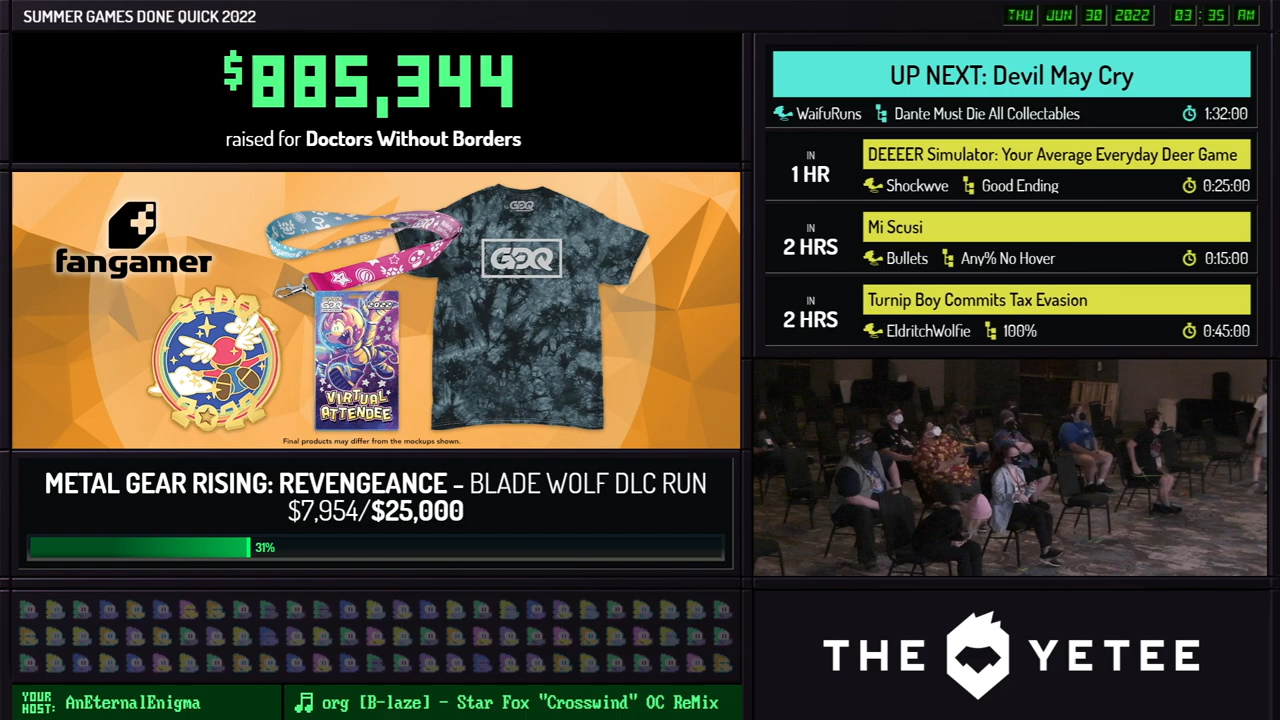 SUMMER GAMES DONE QUICK 2022
THU JUN 30 2022 03:35 AM
$885,344
raised for Doctors Without Borders
fangamer
GDQ
GDQ
SGDQ
2022
GDQ
2022
VIRTUAL
ATTENDEE
Final products may differ from the mockups shown.
METAL GEAR RISING: REVENGEANCE - BLADE WOLF DLC RUN
$7,954/$25,000
31%
UP NEXT: Devil May Cry
WaifuRuns Dante Must Die All Collectables 1:32:00
IN
1 HR
DEEEER Simulator: Your Average Everyday Deer Game
Shockwve Good Ending 0:25:00
IN
2 HRS
Mi Scusi
Bullets Any% No Hover 0:15:00
IN
2 HRS
Turnip Boy Commits Tax Evasion
EldritchWolfie 100% 0:45:00
THE YETEE
YOUR
HOST: AnEternalEnigma
org [B-laze] - Star Fox "Crosswind" OC ReMix